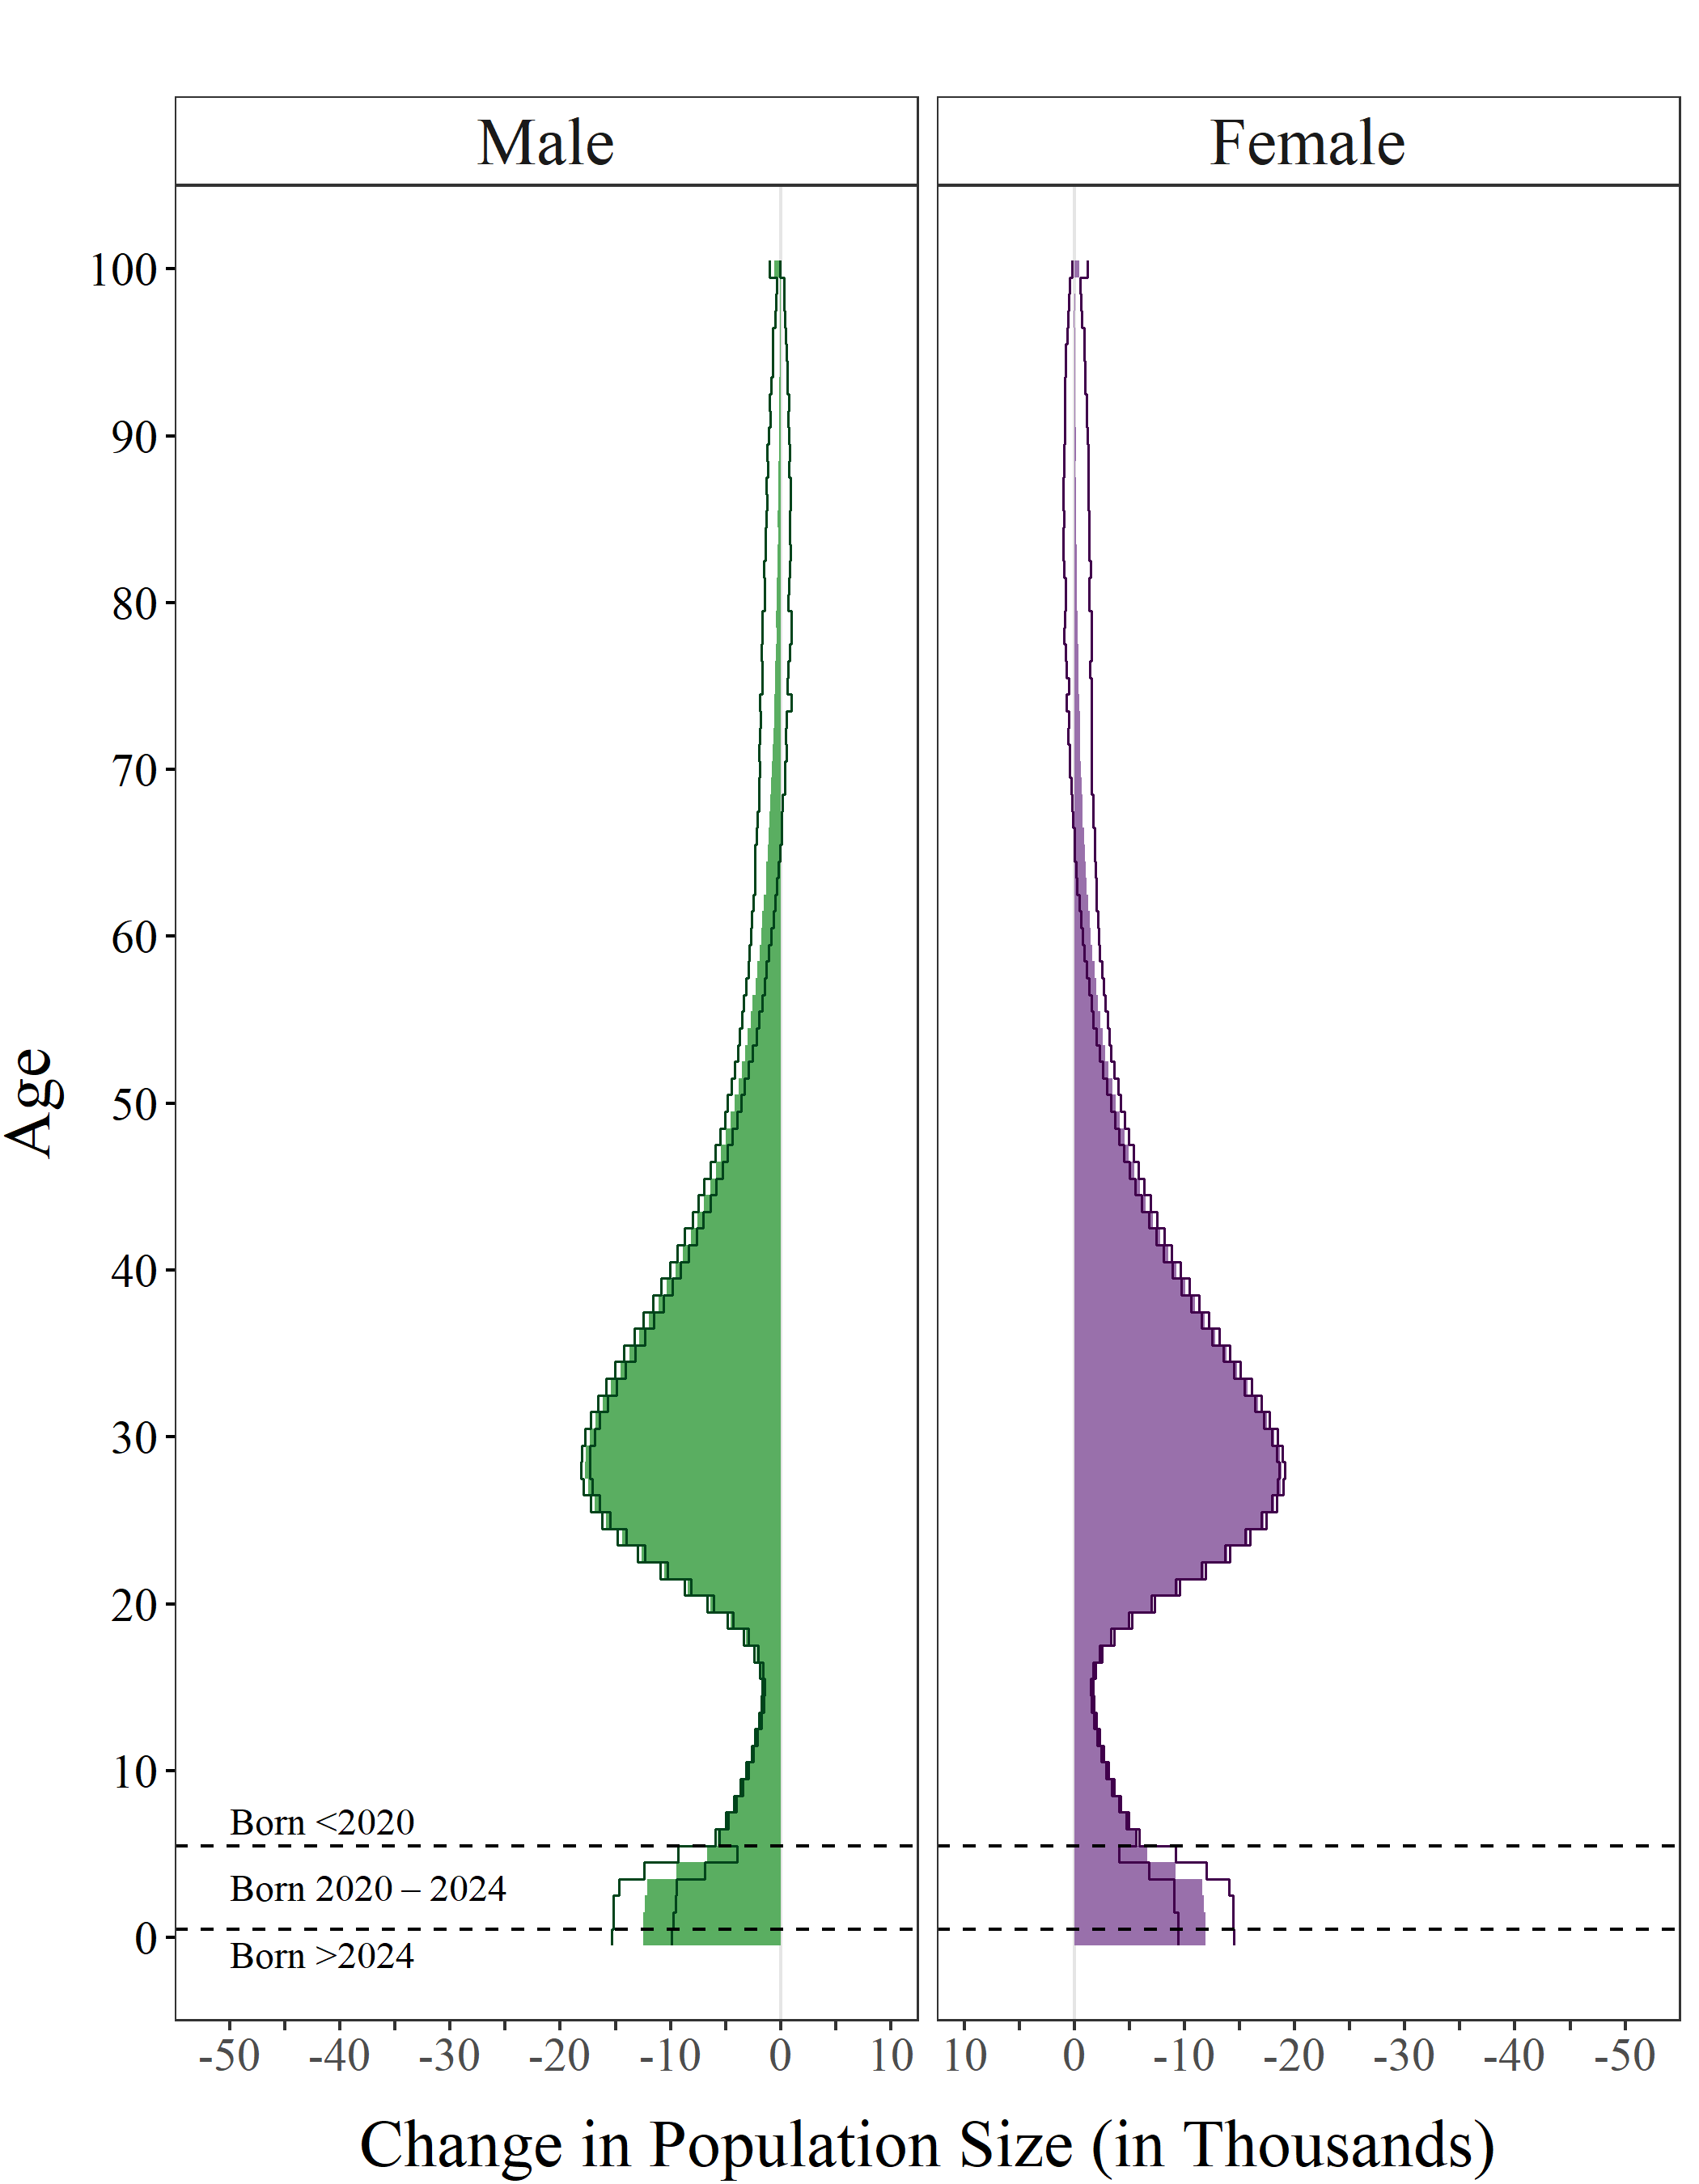 Male Female
100
90
80
70
60
50
40
30
20
10
0
Age
Born <2020
Born 2020 – 2024
Born >2024
-50 -40 -30 -20 -10 0 10 10 0 -10 -20 -30 -40 -50
Change in Population Size (in Thousands)